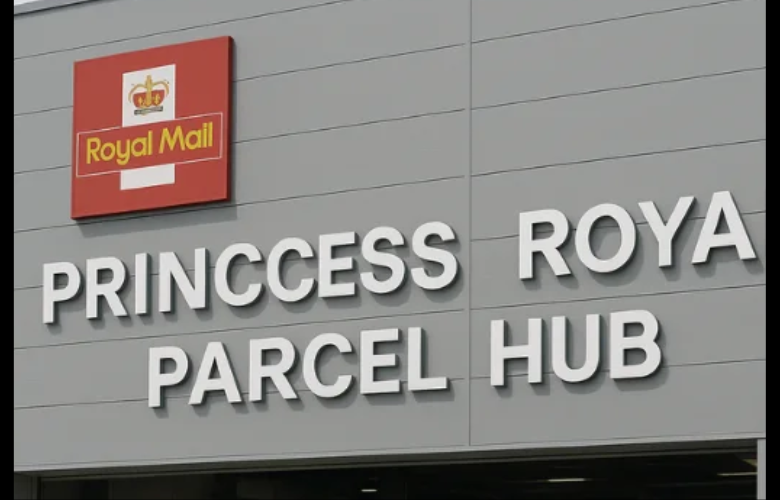 Royal Mail
PRINCCESS ROYA
PARCEL HUB